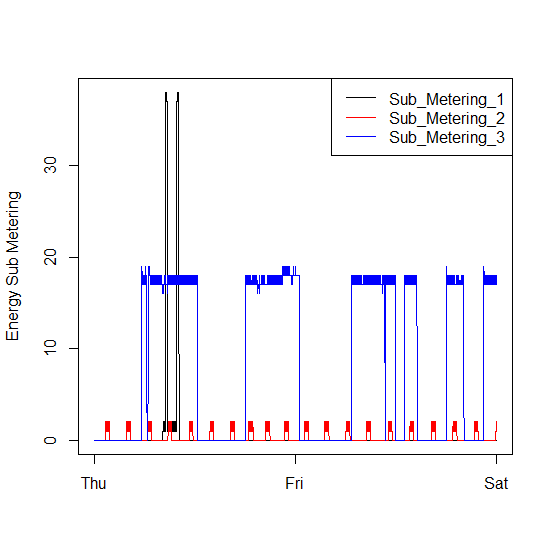 Sub_Metering_1
Sub_Metering_2
Sub_Metering_3
Energy Sub Metering
30
20
10
0
Thu
Fri
Sat